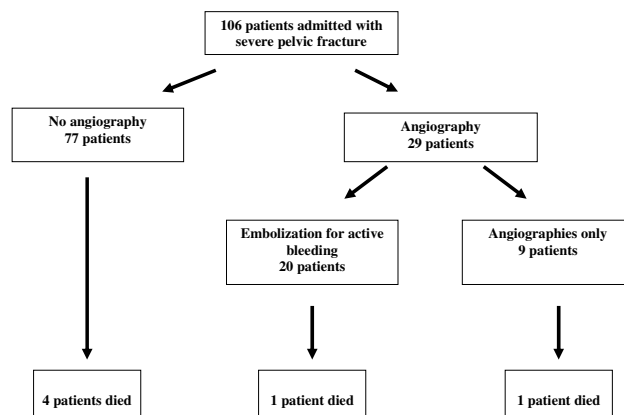 106 patients admitted with
severe pelvic fracture
No angiography
77 patients
Angiography
29 patients
Embolization for active
bleeding
20 patients
Angiographies only
9 patients
4 patients died
1 patient died
1 patient died